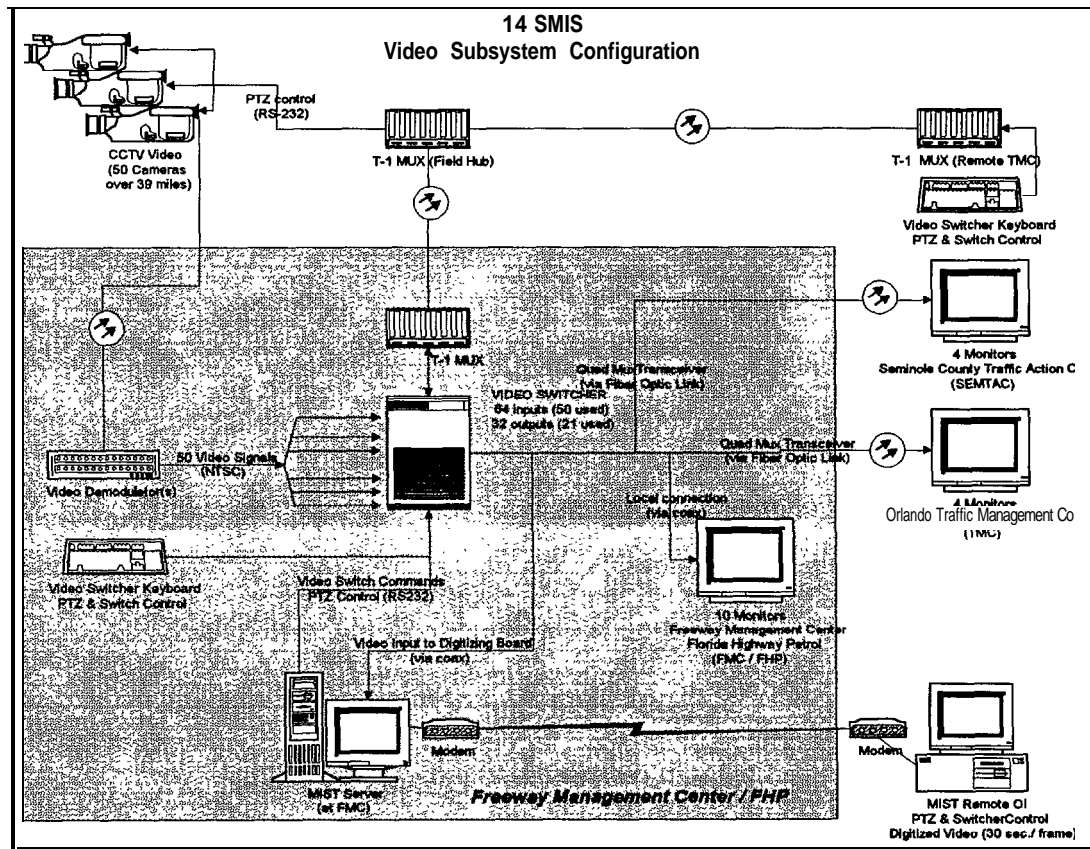 14 SMIS
Video Subsystem Configuration
PTZ control
(RS-232)
CCTV Video
(50 Cameras
over 39 miles)
T-1 MUX (Field Hub)
T-1 MUX (Remote TMC)
Video Switcher Keyboard
PTZ & Switch Control
T-1 MUX
Quad Mux Transceiver
(via Fiber Optic Link)
4 Monitors
Seminole County Traffic Action C
(SEMTAC)
VIDEO SWITCHER
64 inputs (50 used)
32 outputs (21 used)
50 Video Signals
(NTSC)
Video Demodulator(s)
Quad Mux Transceiver
(via Fiber Optic Link)
4 Monitors
Orlando Traffic Management Co
(TMC)
Local connection
(via coax)
Video Switcher Keyboard
PTZ & Switch Control
Video Switch Commands
PTZ Control (RS232)
10 Monitors
Freeway Management Center
Florida Highway Patrol
(FMC / FHP)
Video Input to Digitizing Board
(via coax)
Modem
Modem
MIST Server
(at FMC)
Freeway Management Center / FHP
MIST Remote OI
PTZ & SwitcherControl
Digitized Video (30 sec./ frame)